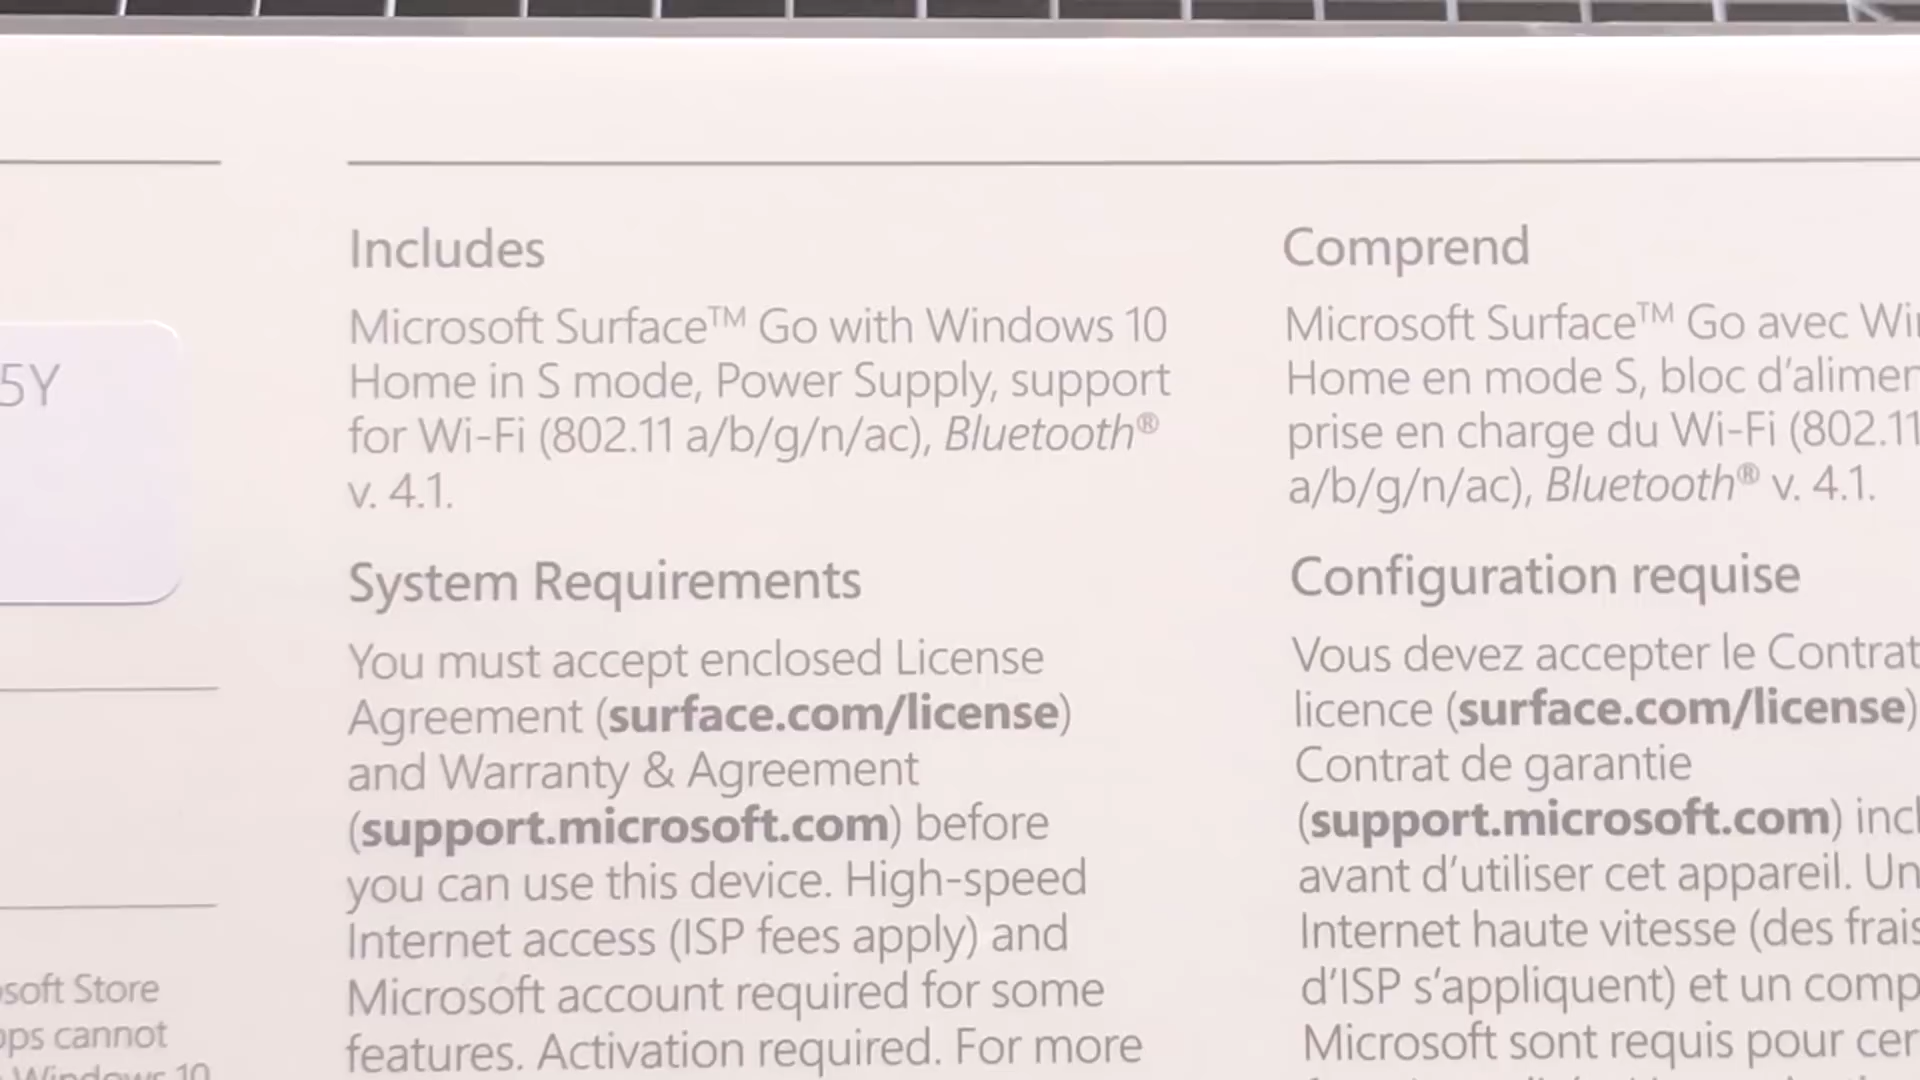 5Y
soft Store
cannot
Windows 10
Includes
Microsoft Surface™ Go with Windows 10
Home in S mode, Power Supply, support
for Wi-Fi (802.11 a/b/g/n/ac), Bluetooth®
v. 4.1.
System Requirements
You must accept enclosed License
Agreement (surface.com/license)
and Warranty & Agreement
(support.microsoft.com) before
you can use this device. High-speed
Internet access (ISP fees apply) and
Microsoft account required for some
features. Activation required. For more
Comprend
Microsoft Surface™ Go avec
Home en mode S, bloc
prise en charge du Wi-Fi (802.11
a/b/g/n/ac), Bluetooth® v. 4.1.
Configuration requise
Vous devez accepter le Contrat
licence (surface.com/license)
Contrat de garantie
(support.microsoft.com)
avant d'utiliser cet appareil. Un
Internet haute vitesse (des frais
d'ISP s'appliquent) et un
Microsoft sont requis pour